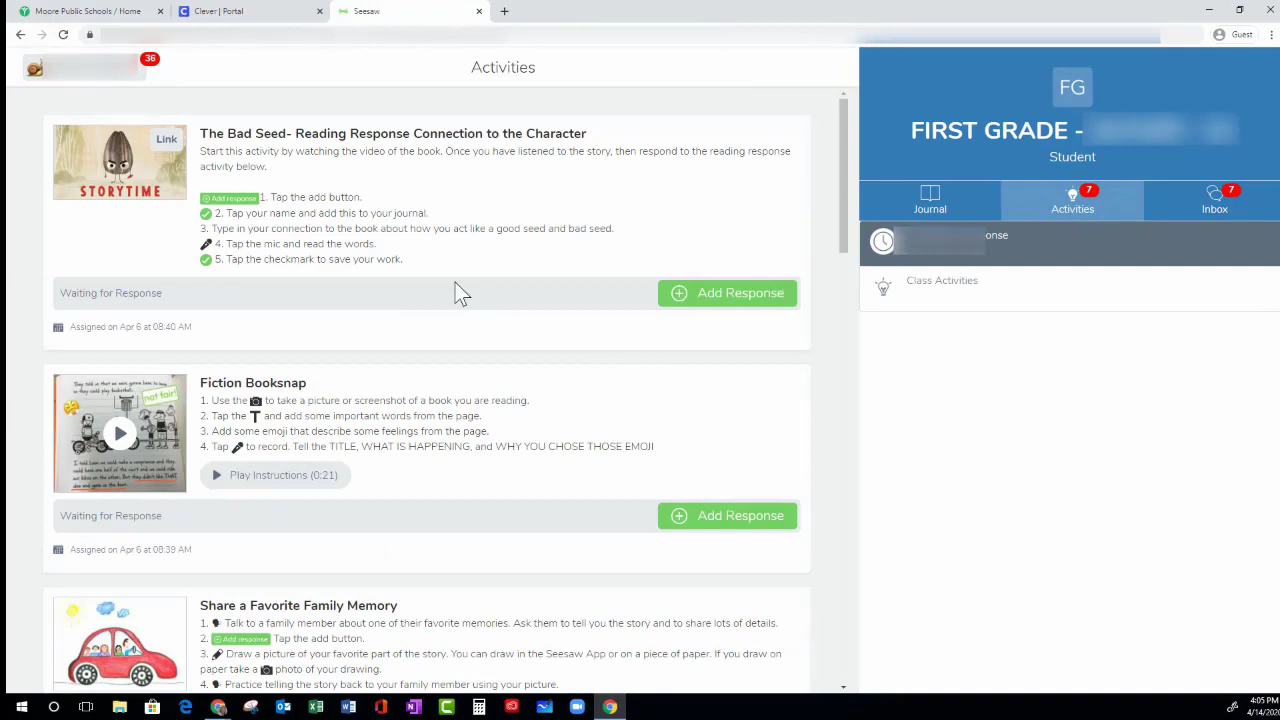 Moore Public Schools / Home
Clever | Portal
Seesaw
Guest
36
Activities
FG
FIRST GRADE -
Student
Journal
7
Activities
7
Inbox
onse
Class Activities
Link
STORYTIME
The Bad Seed- Reading Response Connection to the Character
Start this activity by watching the video of the book. Once you have listened to the story, then respond to the reading response
activity below.
Add response 1. Tap the add button.
2. Tap your name and add this to your journal.
3. Type in your connection to the book about how you act like a good seed and bad seed.
4. Tap the mic and read the words.
5. Tap the checkmark to save your work.
Waiting for Response
Add Response
Assigned on Apr 6 at 08:40 AM
not fair!
Fiction Booksnap
1. Use the to take a picture or screenshot of a book you are reading.
2. Tap the T and add some important words from the page.
3. Add some emoji that describe some feelings from the page.
4. Tap to record. Tell the TITLE, WHAT IS HAPPENING, and WHY YOU CHOSE THOSE EMOJI
Play Instructions (0:21)
Waiting for Response
Add Response
Assigned on Apr 6 at 08:39 AM
Share a Favorite Family Memory
1. Talk to a family member about one of their favorite memories. Ask them to tell you the story and to share lots of details.
2. Add response Tap the add button.
3. Draw a picture of your favorite part of the story. You can draw in the Seesaw App or on a piece of paper. If you draw on
paper take a photo of your drawing.
4. Practice telling the story back to your family member using your picture.
4:05 PM
4/14/202